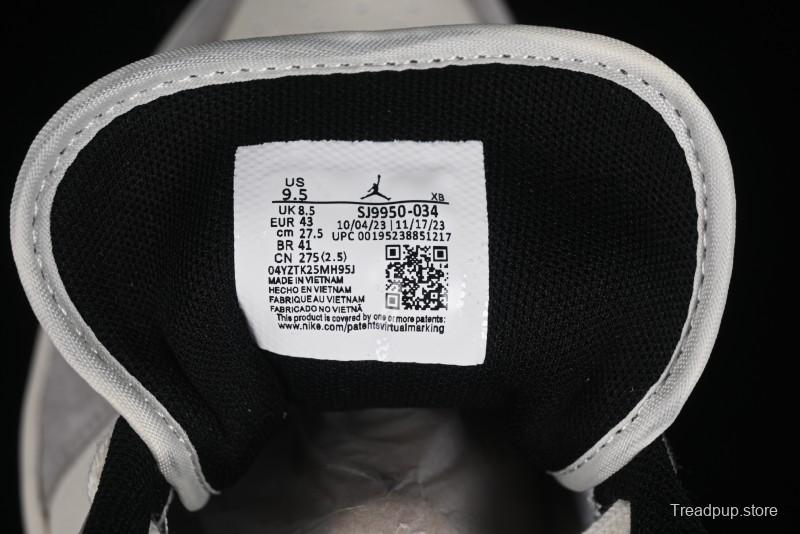 US
9.5
XB
UK 8.5
SJ9950-034
EUR 43
10/04/23 | 11/17/23
cm 27.5
UPC 00195238851217
BR 41
CN 275(2.5)
04YZTK25MH95J
MADE IN VIETNAM
HECHO EN VIETNAM
FABRIQUE AU VIETNAM
FABRICADO NO VIETNÃ
This product is covered by one or more patents:
www.nike.com/patentsvirtualmarking
Treadpup.store